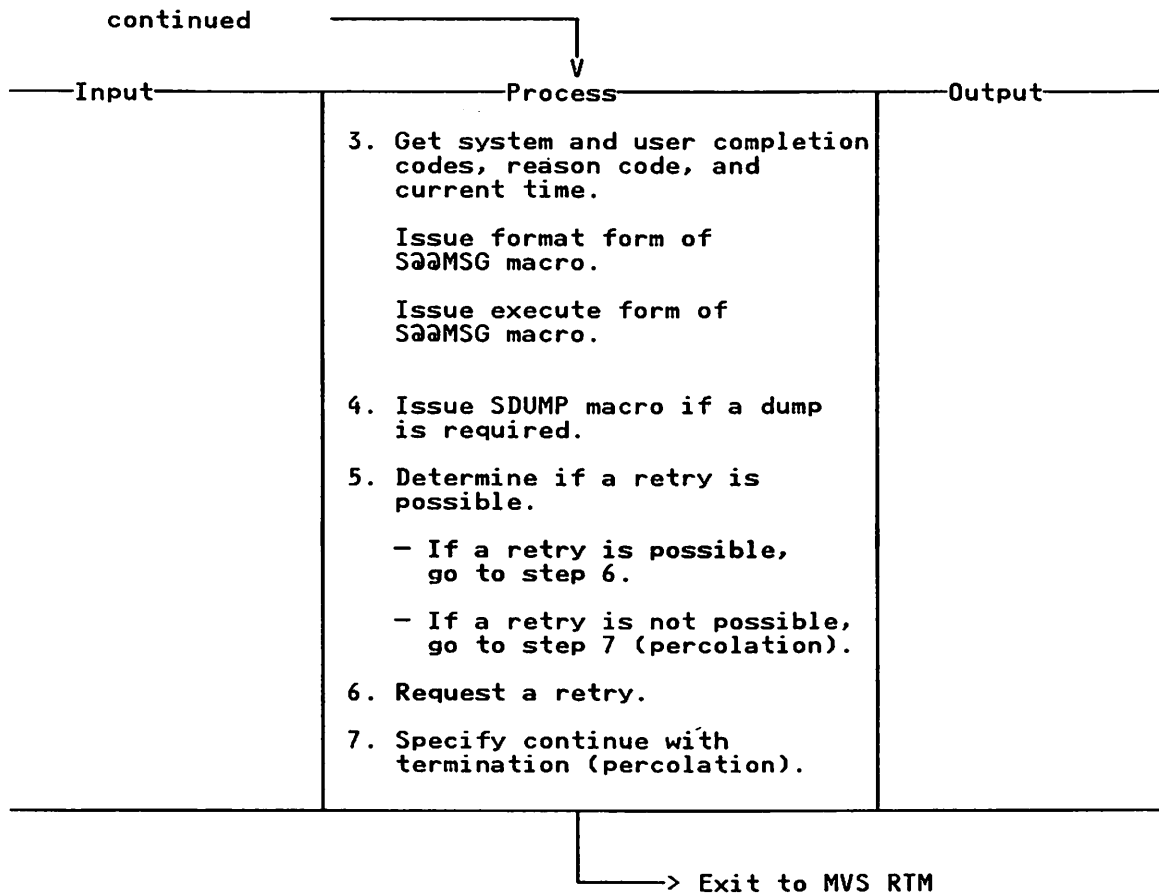 continued
V
Input Process Output
3. Get system and user completion
codes, reason code, and
current time.
Issue format form of
S∂∂MSG macro.
Issue execute form of
S∂∂MSG macro.
4. Issue SDUMP macro if a dump
is required.
5. Determine if a retry is
possible.
— If a retry is possible,
go to step 6.
— If a retry is not possible,
go to step 7 (percolation).
6. Request a retry.
7. Specify continue with
termination (percolation).
> Exit to MVS RTM